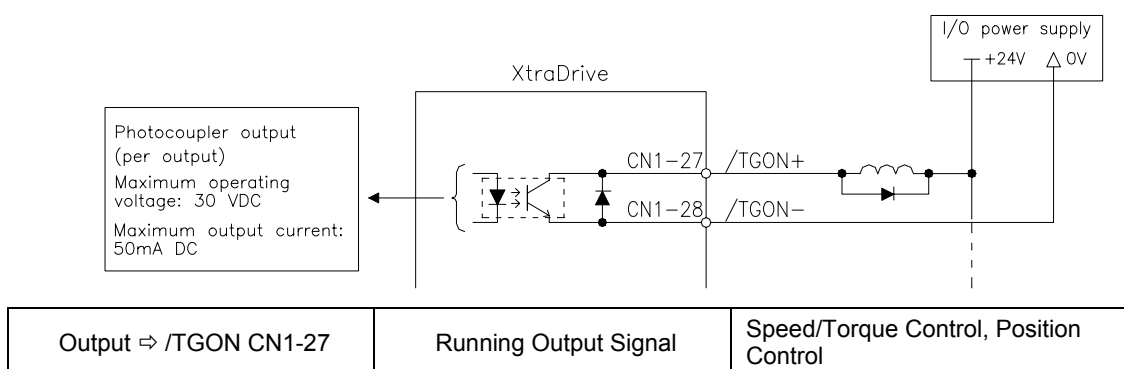 I/O power supply
+24V 0V
XtraDrive
Photocoupler output
(per output)
Maximum operating
voltage: 30 VDC
Maximum output current:
50mA DC
CN1-27 /TGON+
CN1-28 /TGON-
Output ⇨ /TGON CN1-27
Running Output Signal
Speed/Torque Control, Position
Control